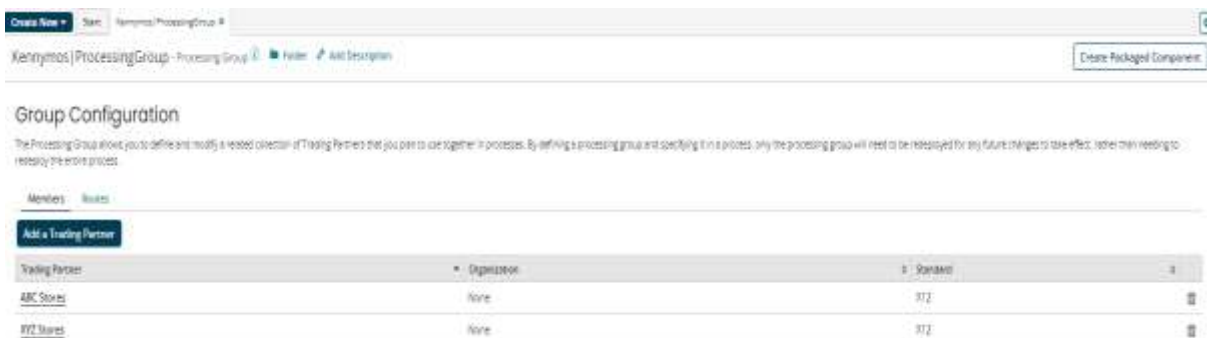 Create New Start Kennymos|ProcessingGroup
Kennymos|ProcessingGroup - Processing Group Folder Add Description Create Packaged Component
Group Configuration
The Processing Group allows you to define and modify a related collection of Trading Partners that you plan to use together in processes. By defining a processing group and specifying it in a process, only the processing group will need to be redeployed for any future changes to take effect, rather than needing to
redeploy the entire process.
Members Routes
Add a Trading Partner
Trading Partner Organization Standard
ABC Stores None X12
XYZ Stores None X12